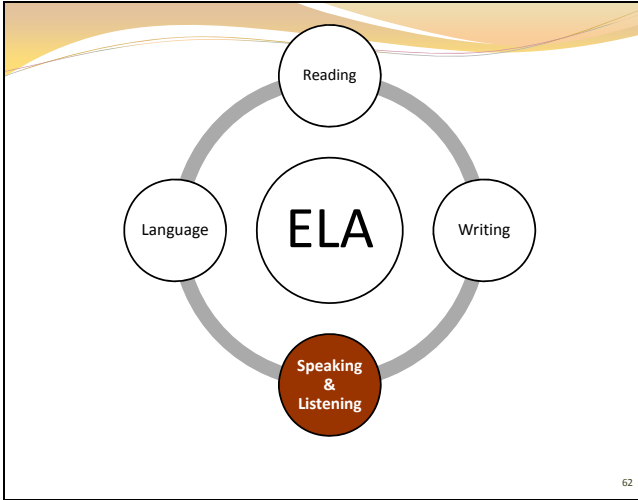 Reading
Language
ELA
Writing
Speaking
&
Listening
62